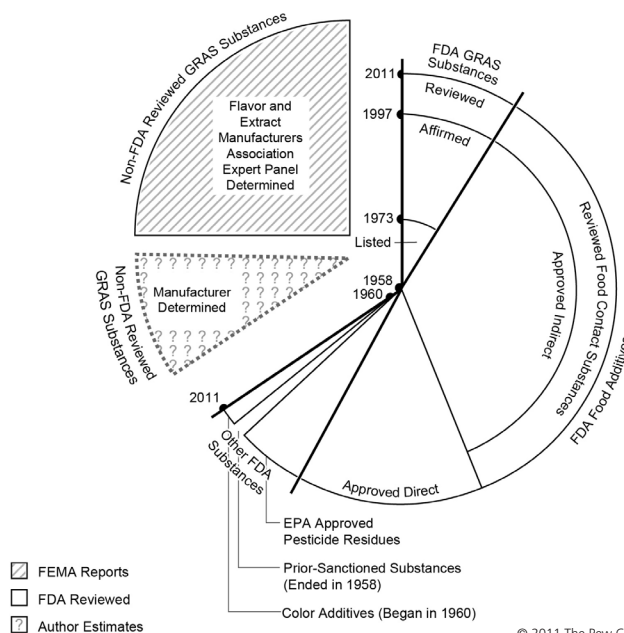 Non-FDA Reviewed GRAS Substances
Flavor and
Extract
Manufacturers
Association
Expert Panel
Determined
FDA GRAS
Substances
2011
Reviewed
1997
Affirmed
1973
Listed
1958
1960
Reviewed Food Contact Substances
Approved Indirect
FDA Food Additives
Non-FDA Reviewed
GRAS Substances
Manufacturer
Determined
2011
Other FDA
Substances
Approved Direct
EPA Approved
Pesticide Residues
Prior-Sanctioned Substances
(Ended in 1958)
Color Additives (Began in 1960)
FEMA Reports
FDA Reviewed
? Author Estimates
© 2011 The Pew